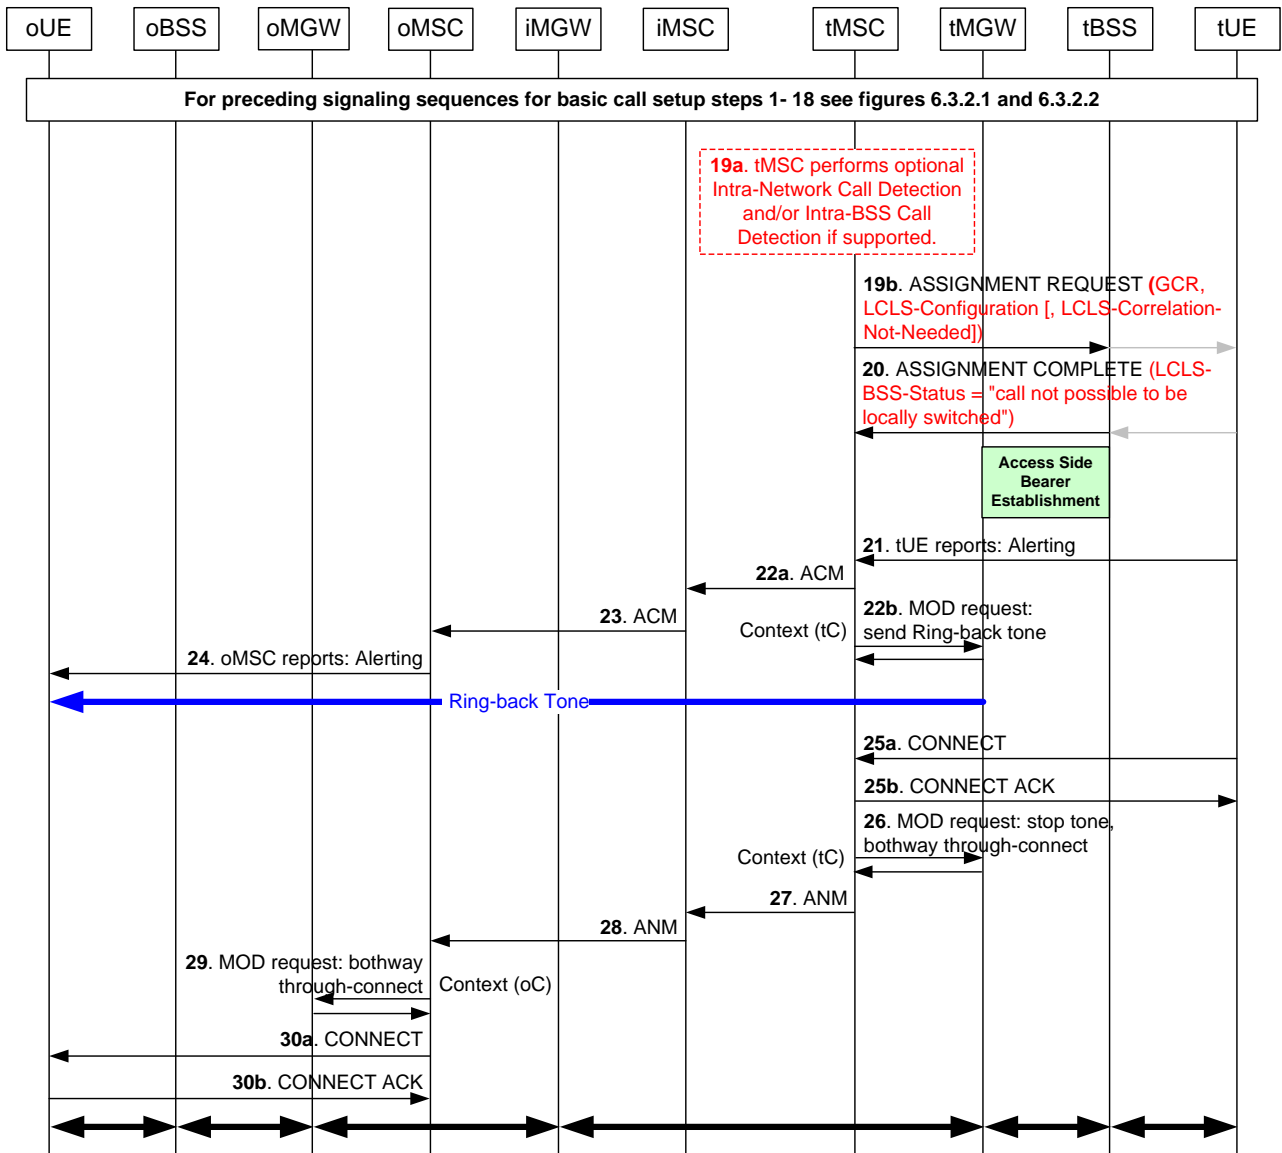 oUE oBSS oMGW oMSC iMGW iMSC tMSC tMGW tBSS tUE
For preceding signaling sequences for basic call setup steps 1- 18 see figures 6.3.2.1 and 6.3.2.2
19a. tMSC performs optional
Intra-Network Call Detection
and/or Intra-BSS Call
Detection if supported.
19b. ASSIGNMENT REQUEST (GCR,
LCLS-Configuration [, LCLS-Correlation-
Not-Needed])
20. ASSIGNMENT COMPLETE (LCLS-
BSS-Status = "call not possible to be
locally switched")
Access Side
Bearer
Establishment
21. tUE reports: Alerting
22a. ACM
22b. MOD request:
send Ring-back tone
23. ACM
Context (tC)
24. oMSC reports: Alerting
Ring-back Tone
25a. CONNECT
25b. CONNECT ACK
26. MOD request: stop tone,
bothway through-connect
Context (tC)
27. ANM
28. ANM
29. MOD request: bothway
through-connect
Context (oC)
30a. CONNECT
30b. CONNECT ACK